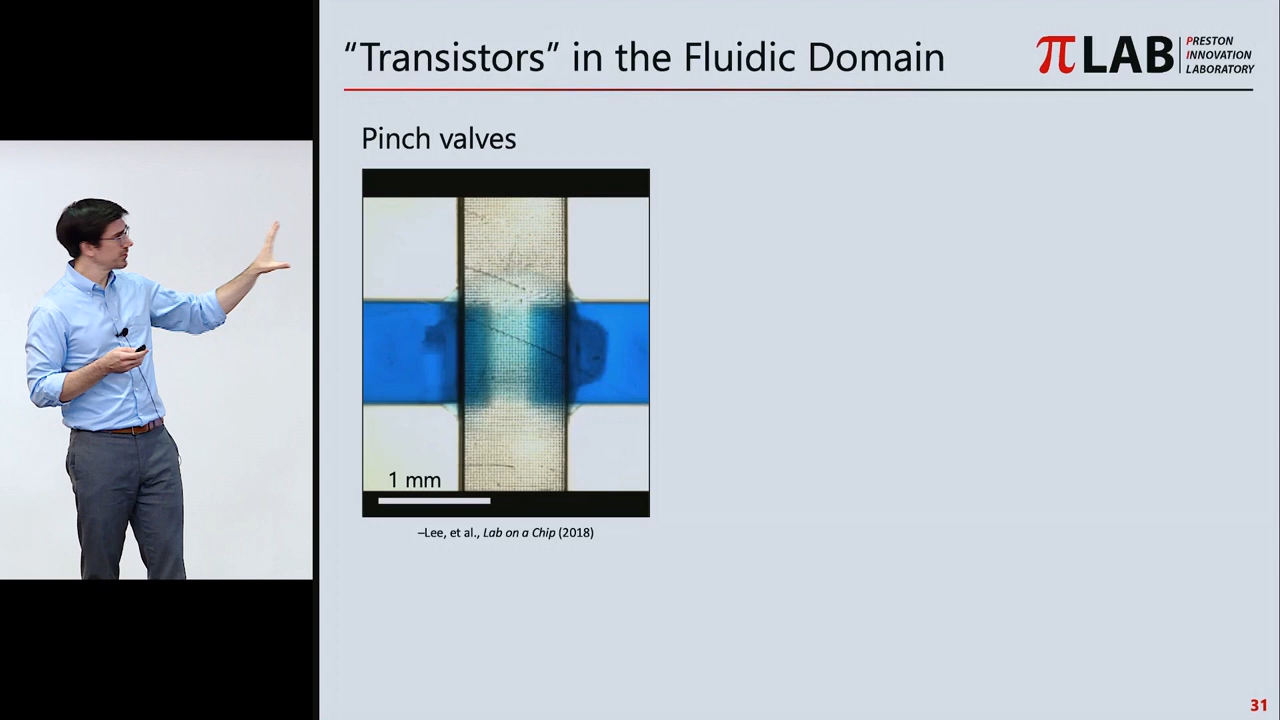 “Transistors” in the Fluidic Domain
πLAB
PRESTON
INNOVATION
LABORATORY
Pinch valves
1 mm
–Lee, et al., Lab on a Chip (2018)
31